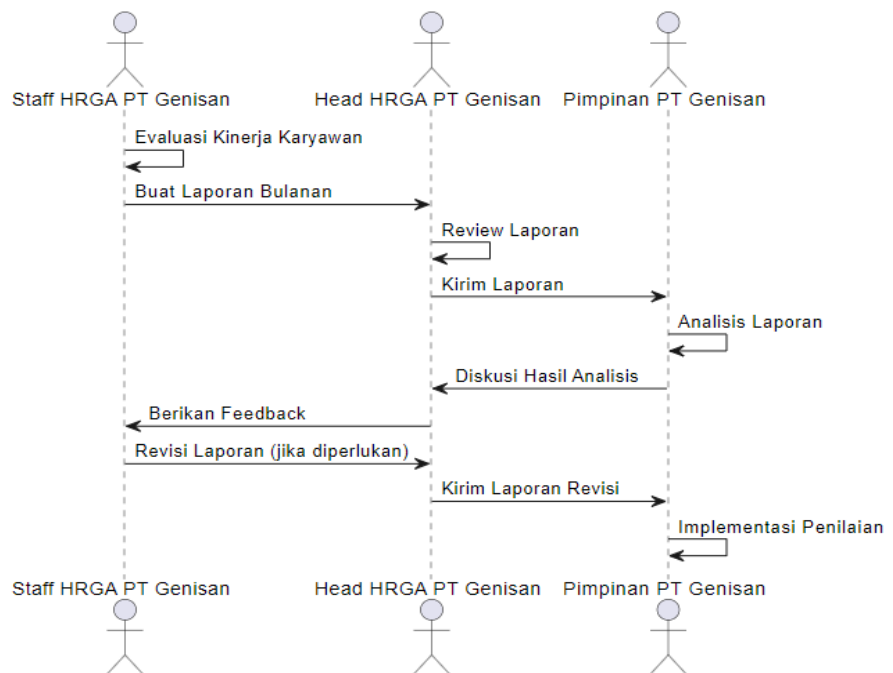 Staff HRGA PT Genisan
Head HRGA PT Genisan
Pimpinan PT Genisan
Evaluasi Kinerja Karyawan
Buat Laporan Bulanan
Review Laporan
Kirim Laporan
Analisis Laporan
Diskusi Hasil Analisis
Berikan Feedback
Revisi Laporan (jika diperlukan)
Kirim Laporan Revisi
Implementasi Penilaian
Staff HRGA PT Genisan
Head HRGA PT Genisan
Pimpinan PT Genisan